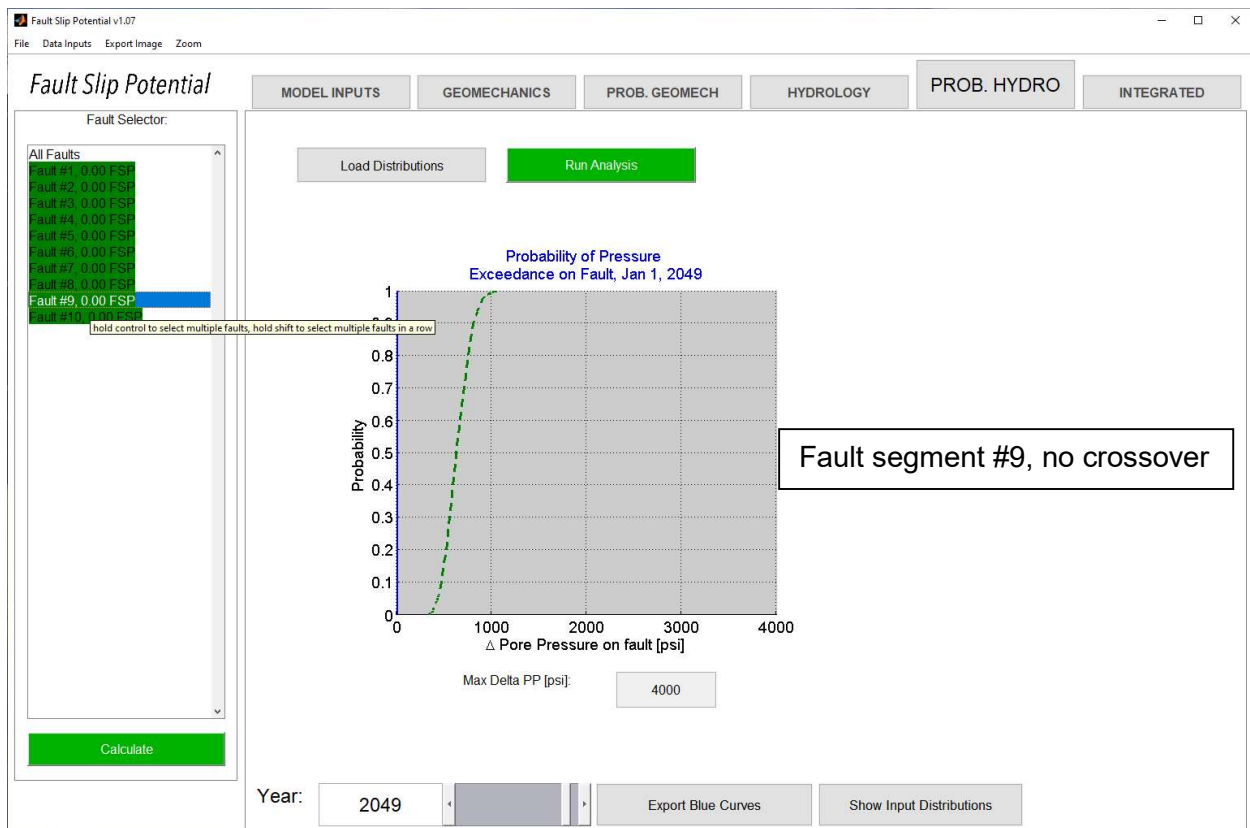 Fault Slip Potential v1.07
File Data Inputs Export Image Zoom
Fault Slip Potential
MODEL INPUTS GEOMECHANICS PROB. GEOMECH HYDROLOGY PROB. HYDRO INTEGRATED
Fault Selector:
All Faults
Fault #1, 0.00 FSP
Fault #2, 0.00 FSP
Fault #3, 0.00 FSP
Fault #4, 0.00 FSP
Fault #5, 0.00 FSP
Fault #6, 0.00 FSP
Fault #7, 0.00 FSP
Fault #8, 0.00 FSP
Fault #9, 0.00 FSP
Fault #10, 0.00 FSP
hold control to select multiple faults, hold shift to select multiple faults in a row
Calculate
Load Distributions Run Analysis
Probability of Pressure
Exceedance on Fault, Jan 1, 2049
1
0.8
0.7
0.6
0.5
0.4
0.3
0.2
0.1
0
Probability
0 1000 2000 3000 4000
Δ Pore Pressure on fault [psi]
Fault segment #9, no crossover
Max Delta PP [psi]: 4000
Year: 2049 Export Blue Curves Show Input Distributions